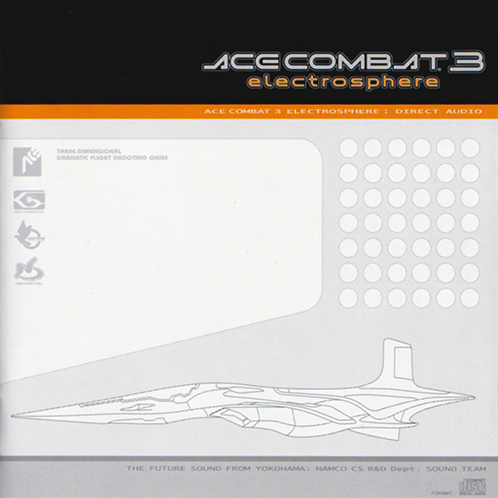 ACE COMBAT 3
electrosphere
ACE COMBAT 3 ELECTROSPHERE : DIRECT AUDIO
THREE-DIMENSIONAL
DRAMATIC FLIGHT SHOOTING GAME
THE FUTURE SOUND FROM YOKOHAMA; NAMCO CS R&D Dept. SOUND TEAM